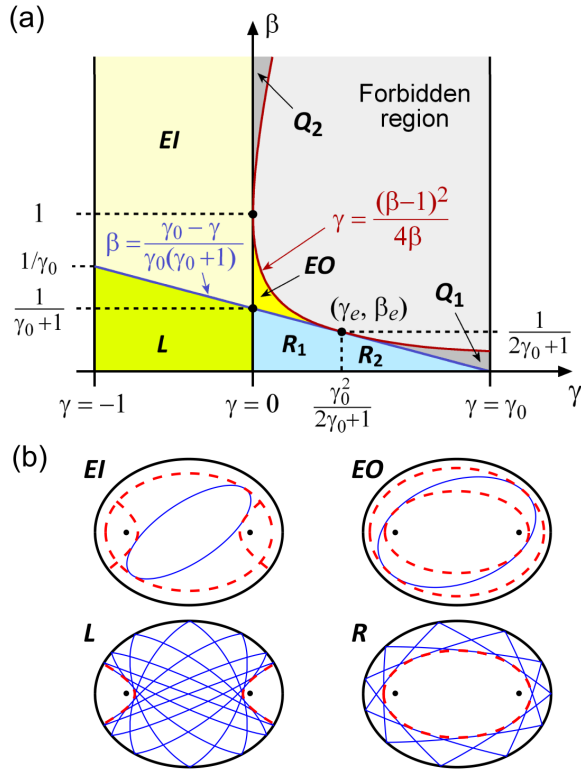 (a)
β
Forbidden
region
Q₂
EI
1
β = (γ₀ − γ)/(γ₀(γ₀+1))
γ = (β−1)²/4β
1/γ₀
EO
(γₑ, βₑ)
Q₁
1/(γ₀+1)
1/(2γ₀+1)
L
R₁
R₂
γ = −1
γ = 0
γ₀²/(2γ₀+1)
γ = γ₀
γ
(b)
EI
EO
L
R